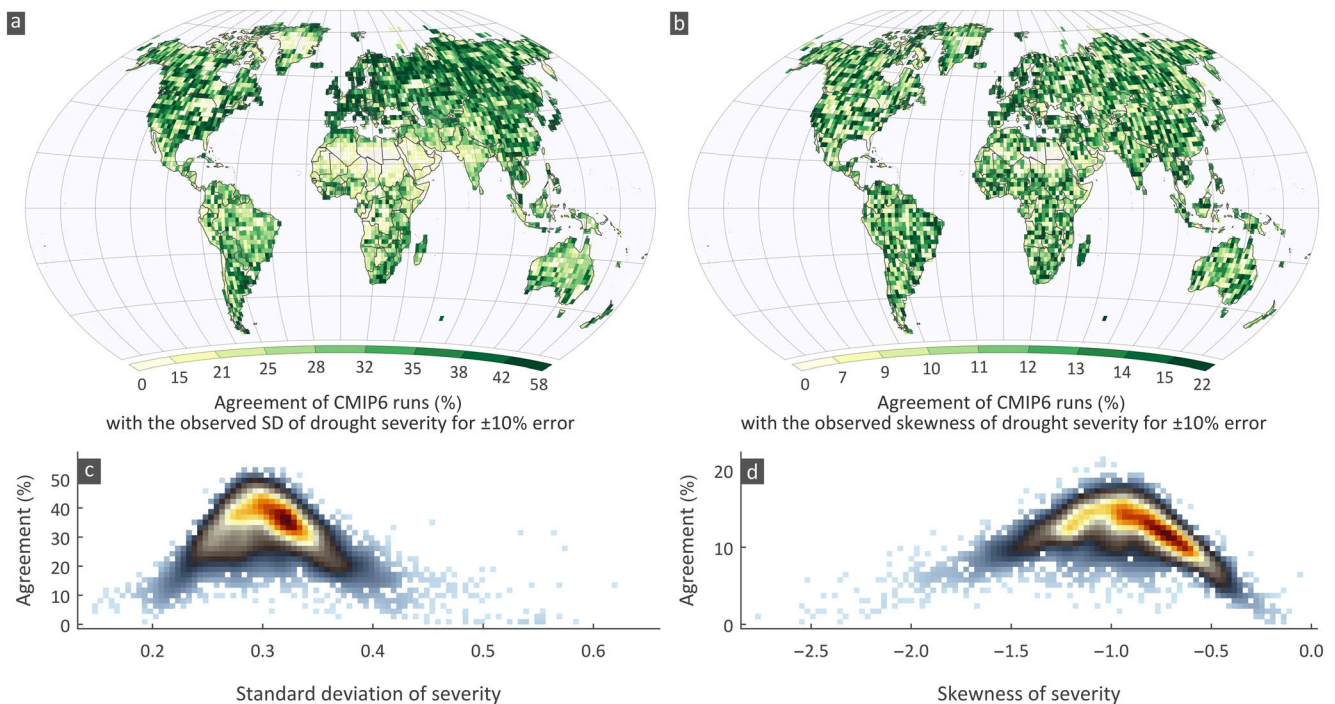 a
b
0 15 21 25 28 32 35 38 42 58
Agreement of CMIP6 runs (%)
with the observed SD of drought severity for ±10% error
0 7 9 10 11 12 13 14 15 22
Agreement of CMIP6 runs (%)
with the observed skewness of drought severity for ±10% error
c
Agreement (%)
50
40
30
20
10
0
0.2 0.3 0.4 0.5 0.6
Standard deviation of severity
d
Agreement (%)
20
10
0
−2.5 −2.0 −1.5 −1.0 −0.5 0.0
Skewness of severity